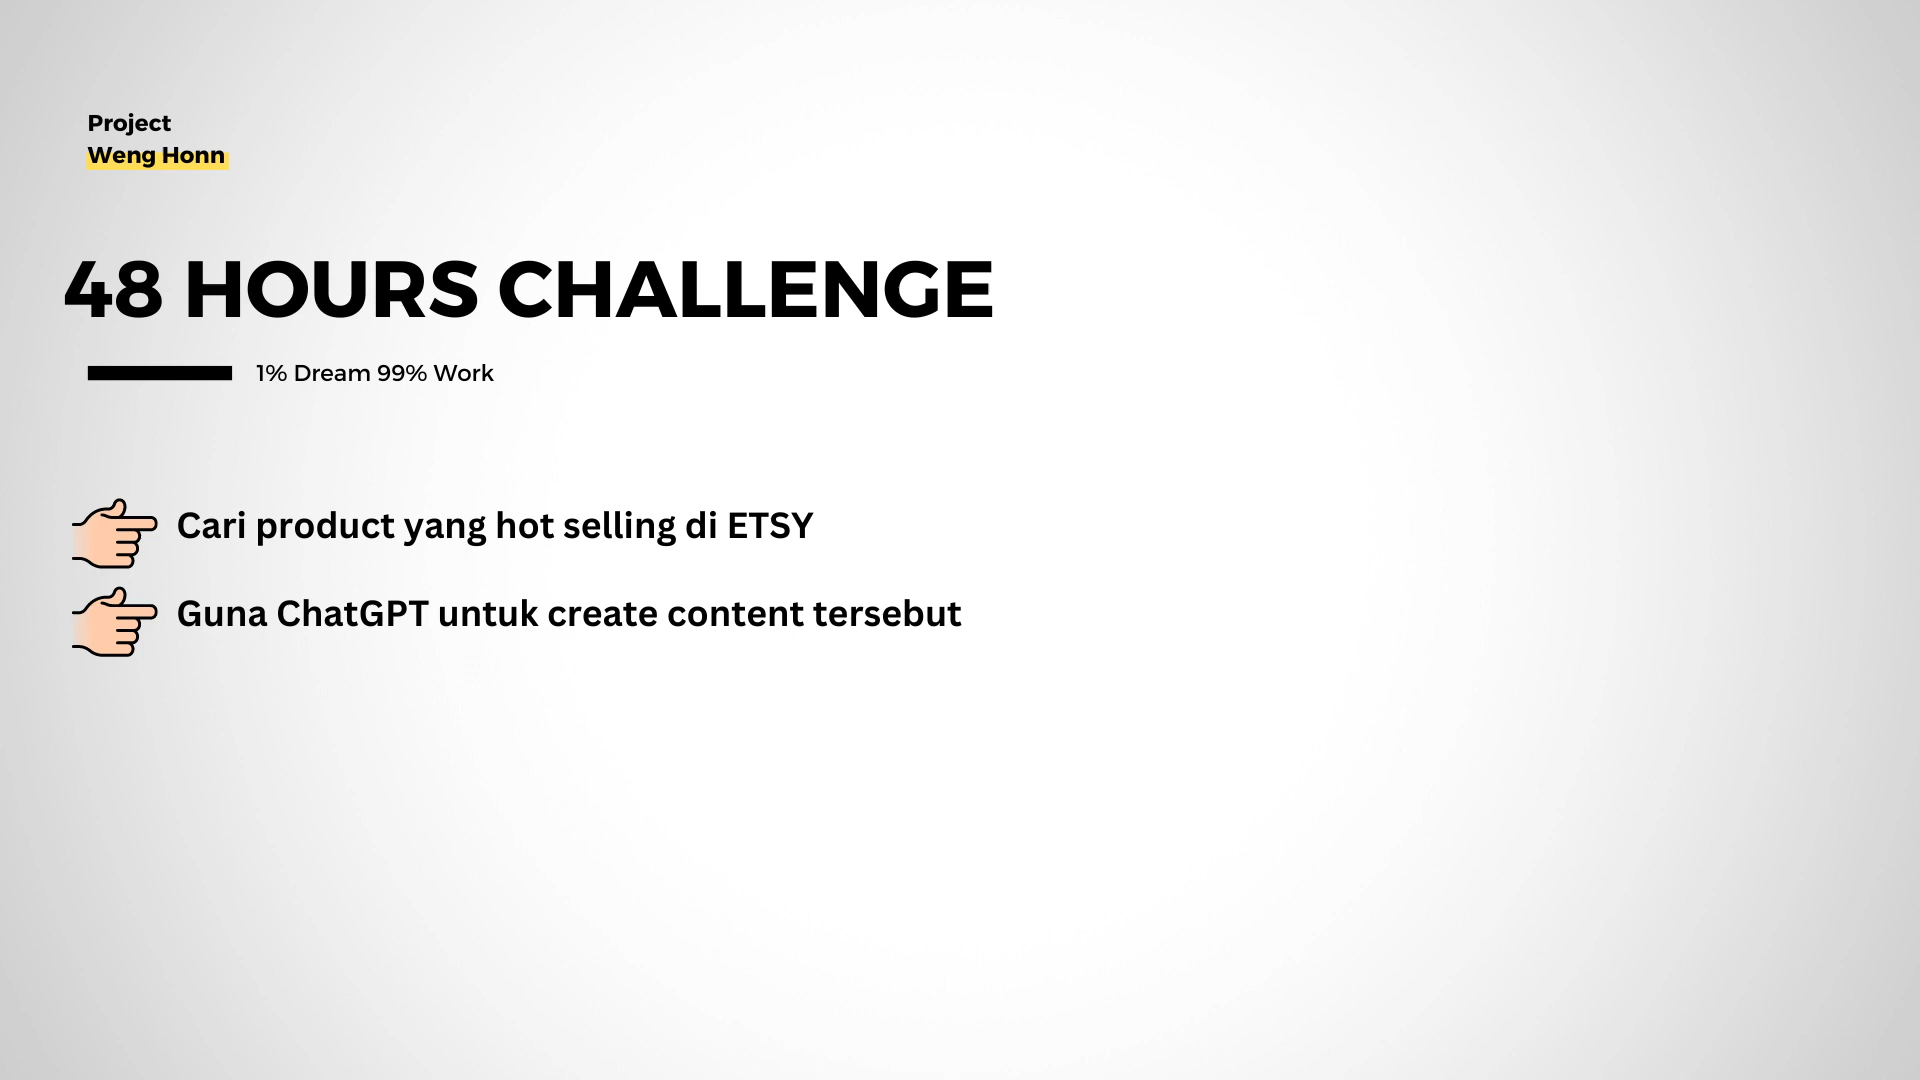 Project
Weng Honn
48 HOURS CHALLENGE
1% Dream 99% Work
Cari product yang hot selling di ETSY
Guna ChatGPT untuk create content tersebut